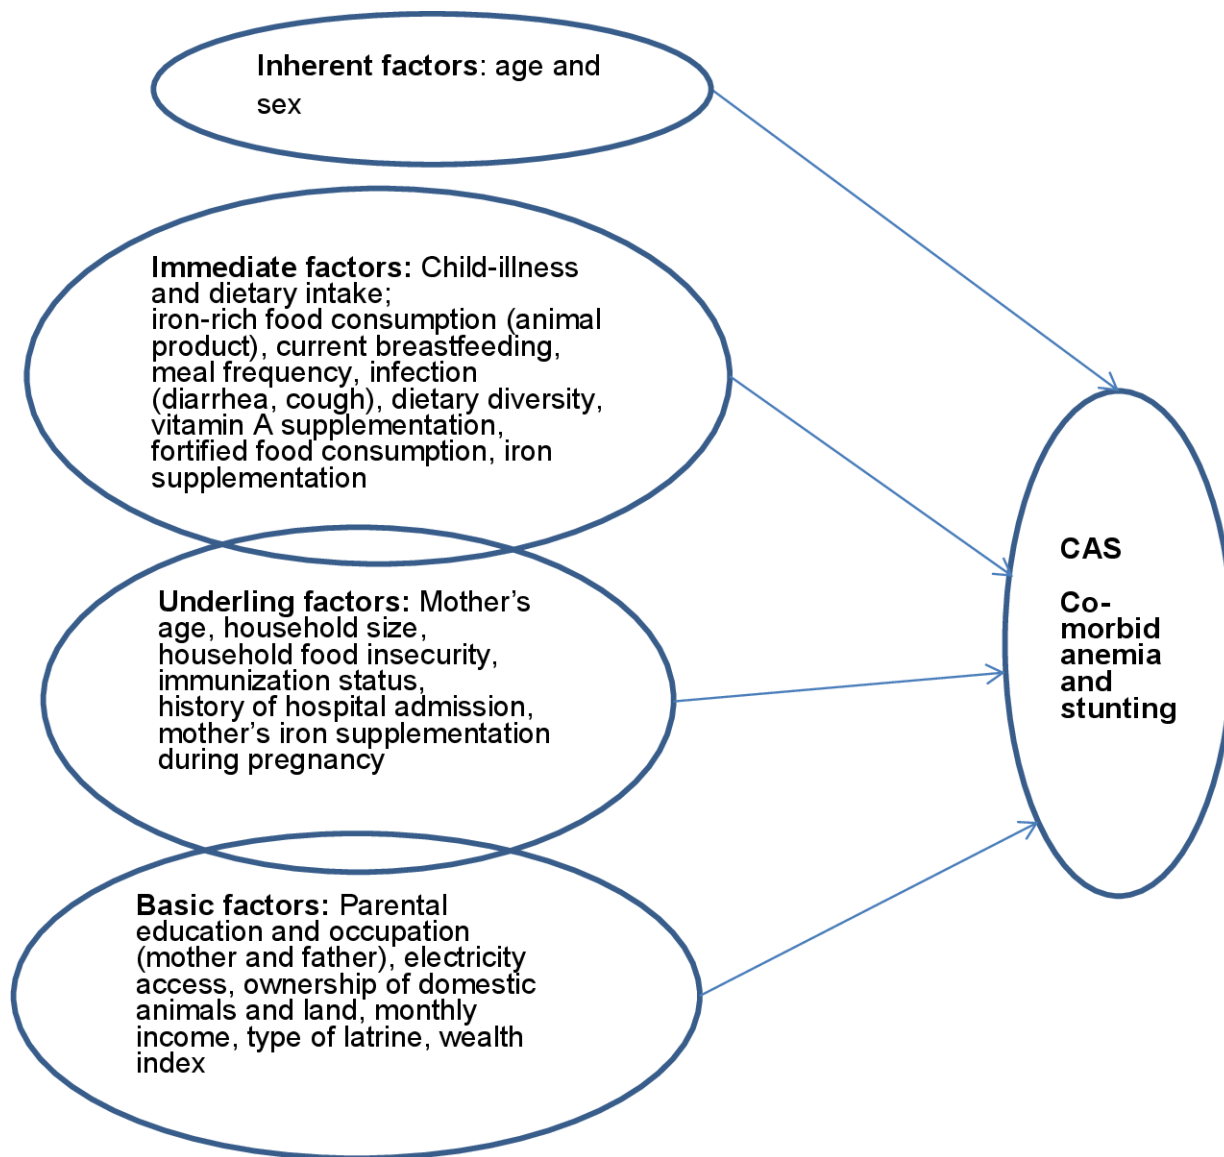 Inherent factors: age and
sex
Immediate factors: Child-illness
and dietary intake;
iron-rich food consumption (animal
product), current breastfeeding,
meal frequency, infection
(diarrhea, cough), dietary diversity,
vitamin A supplementation,
fortified food consumption, iron
supplementation
Underling factors: Mother’s
age, household size,
household food insecurity,
immunization status,
history of hospital admission,
mother’s iron supplementation
during pregnancy
Basic factors: Parental
education and occupation
(mother and father), electricity
access, ownership of domestic
animals and land, monthly
income, type of latrine, wealth
index
CAS
Co-
morbid
anemia
and
stunting